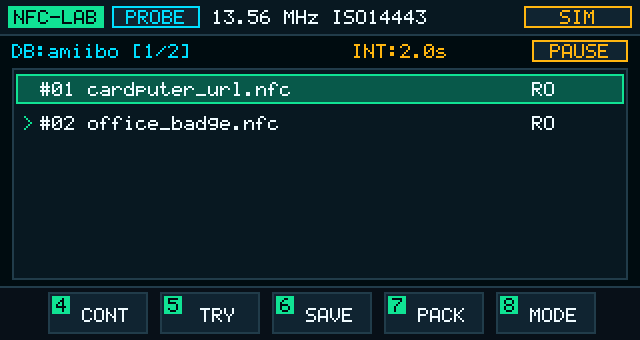 NFC-LAB PROBE 13.56 MHz ISO14443 SIM
DB:amiibo [1/2] INT:2.0s PAUSE
#01 cardputer_url.nfc RO
>#02 office_badge.nfc RO
4 CONT 5 TRY 6 SAVE 7 PACK 8 MODE